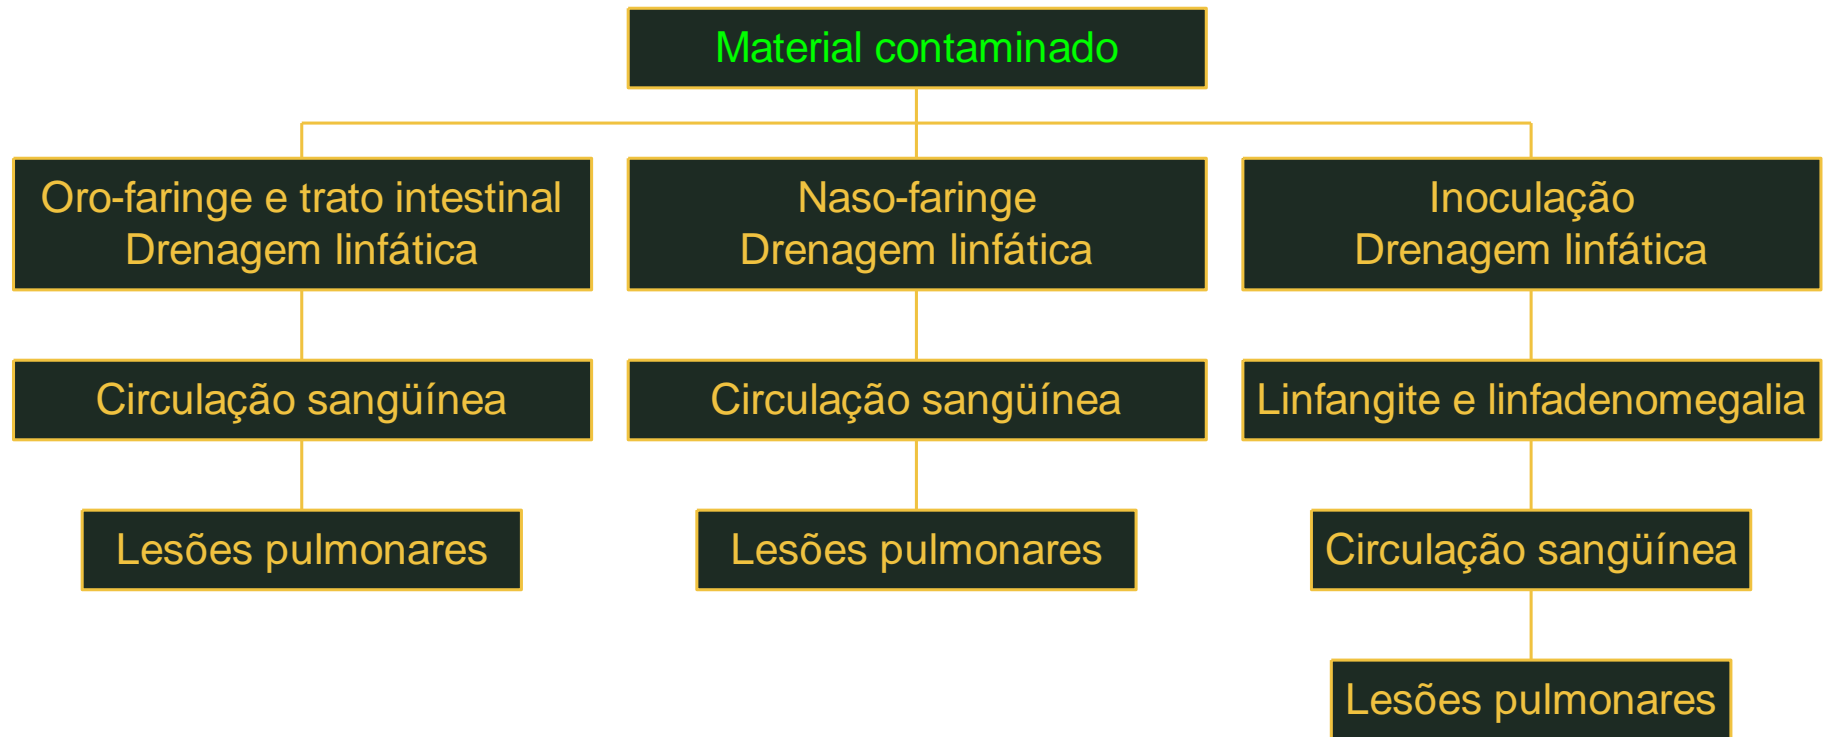 Material contaminado
Oro-faringe e trato intestinal
Drenagem linfática
Naso-faringe
Drenagem linfática
Inoculação
Drenagem linfática
Circulação sangüínea
Circulação sangüínea
Linfangite e linfadenomegalia
Lesões pulmonares
Lesões pulmonares
Circulação sangüínea
Lesões pulmonares